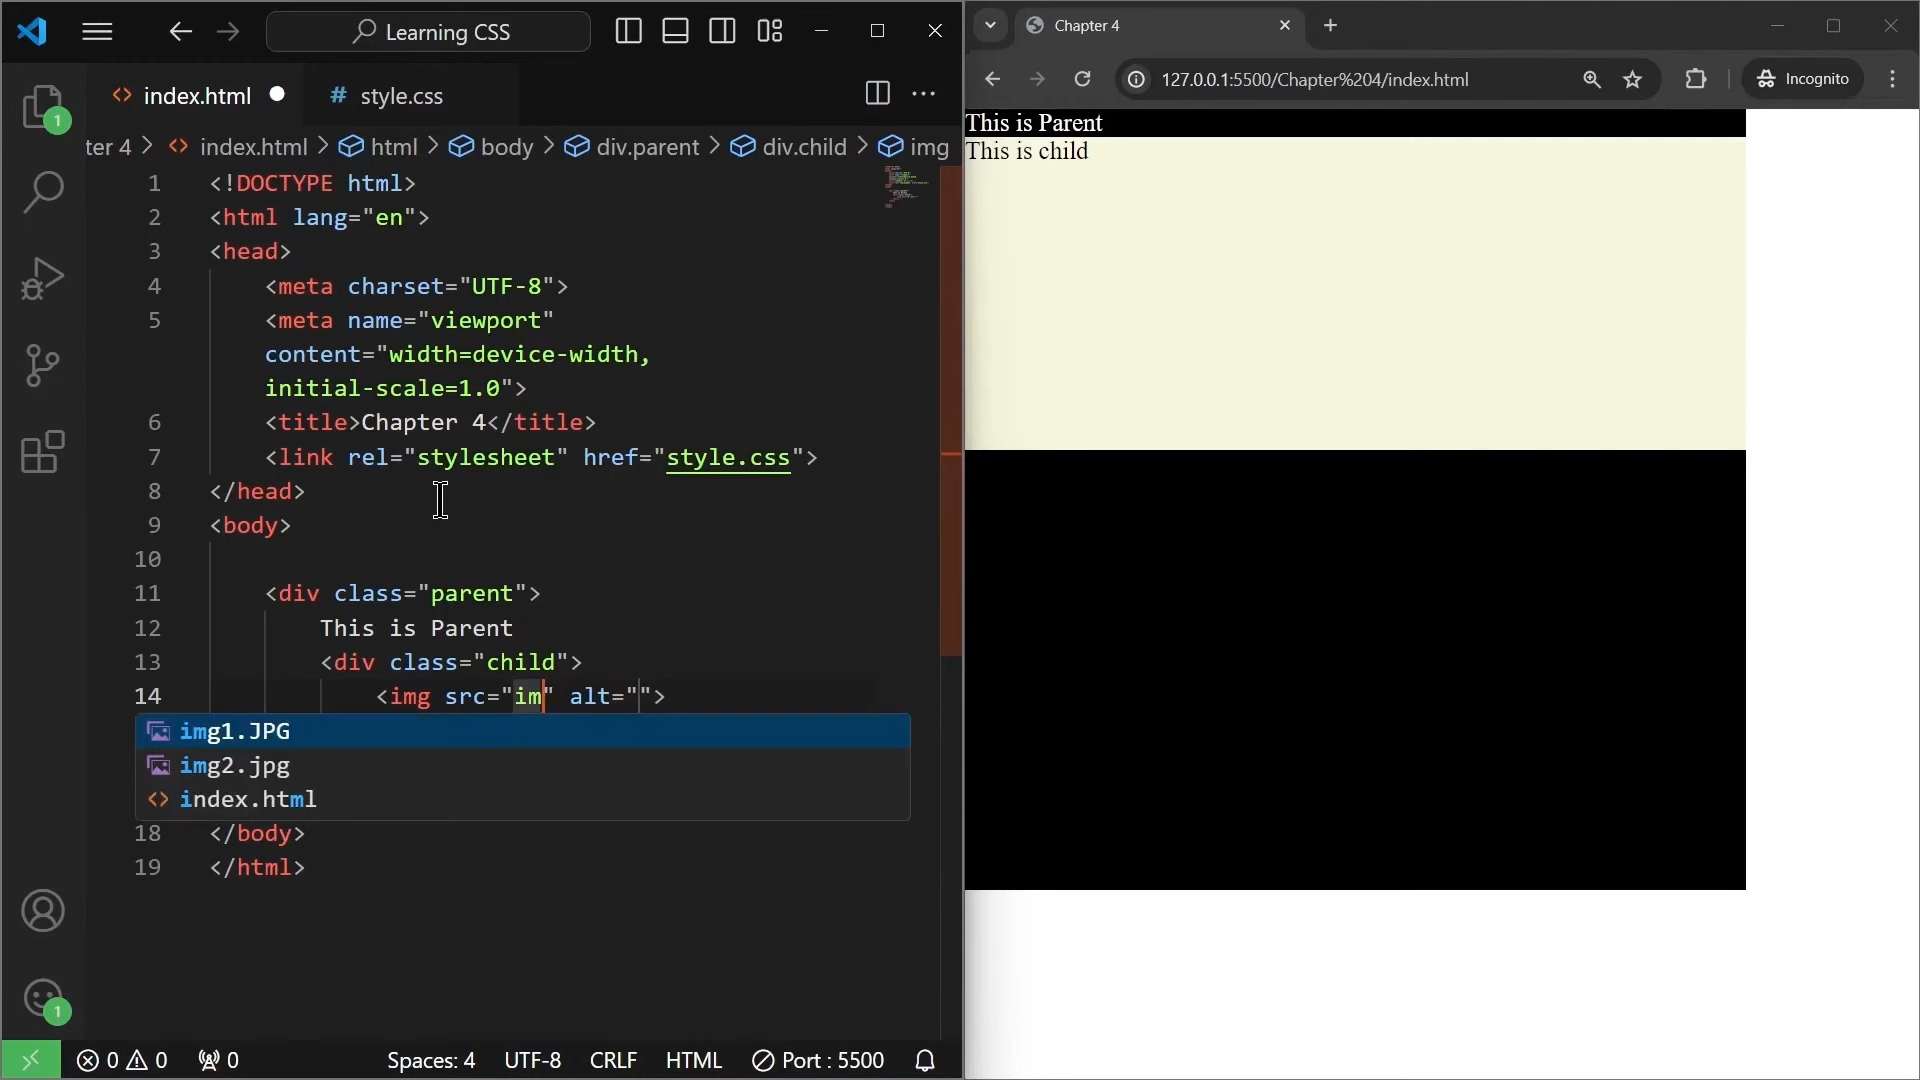 Learning CSS
index.html
# style.css
ter 4 > index.html > html > body > div.parent > div.child > img
1 <!DOCTYPE html>
2 <html lang="en">
3 <head>
4 <meta charset="UTF-8">
5 <meta name="viewport"
content="width=device-width,
initial-scale=1.0">
6 <title>Chapter 4</title>
7 <link rel="stylesheet" href="style.css">
8 </head>
9 <body>
10
11 <div class="parent">
12 This is Parent
13 <div class="child">
14 <img src="im" alt="">
img1.JPG
img2.jpg
index.html
18 </body>
19 </html>
1
1
0 0 0 Spaces: 4 UTF-8 CRLF HTML Port : 5500
Chapter 4
127.0.0.1:5500/Chapter%204/index.html
Incognito
This is Parent
This is child